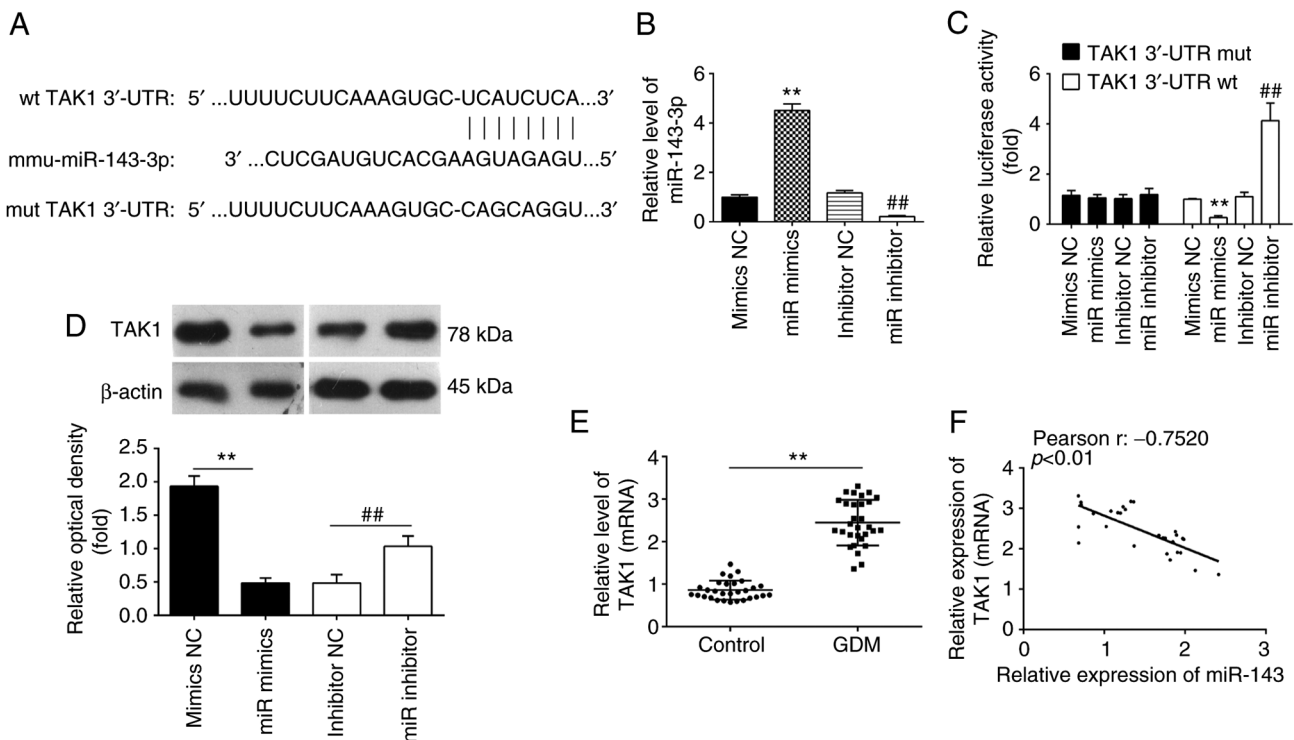 A
wt TAK1 3′-UTR: 5′ ...UUUUCUUCAAAGUGC-UCAUCUCA...3′
mmu-miR-143-3p: 3′ ...CUCGAUGUCACGAAGUAGAGU...5′
mut TAK1 3′-UTR: 5′ ...UUUUCUUCAAAGUGC-CAGCAGGU...3′
B
Relative level of
miR-143-3p
6
4
2
0
**
##
Mimics NC
miR mimics
Inhibitor NC
miR inhibitor
C
TAK1 3′-UTR mut
TAK1 3′-UTR wt
Relative luciferase activity
(fold)
6
4
2
0
**
##
Mimics NC
miR mimics
Inhibitor NC
miR inhibitor
Mimics NC
miR mimics
Inhibitor NC
miR inhibitor
D
TAK1
78 kDa
β-actin
45 kDa
Relative optical density
(fold)
2.5
2.0
1.5
1.0
0.5
0.0
**
##
Mimics NC
miR mimics
Inhibitor NC
miR inhibitor
E
Relative level of
TAK1 (mRNA)
4
3
2
1
0
**
Control
GDM
F
Pearson r: −0.7520
p<0.01
Relative expression of
TAK1 (mRNA)
4
3
2
1
0
0
1
2
3
Relative expression of miR-143